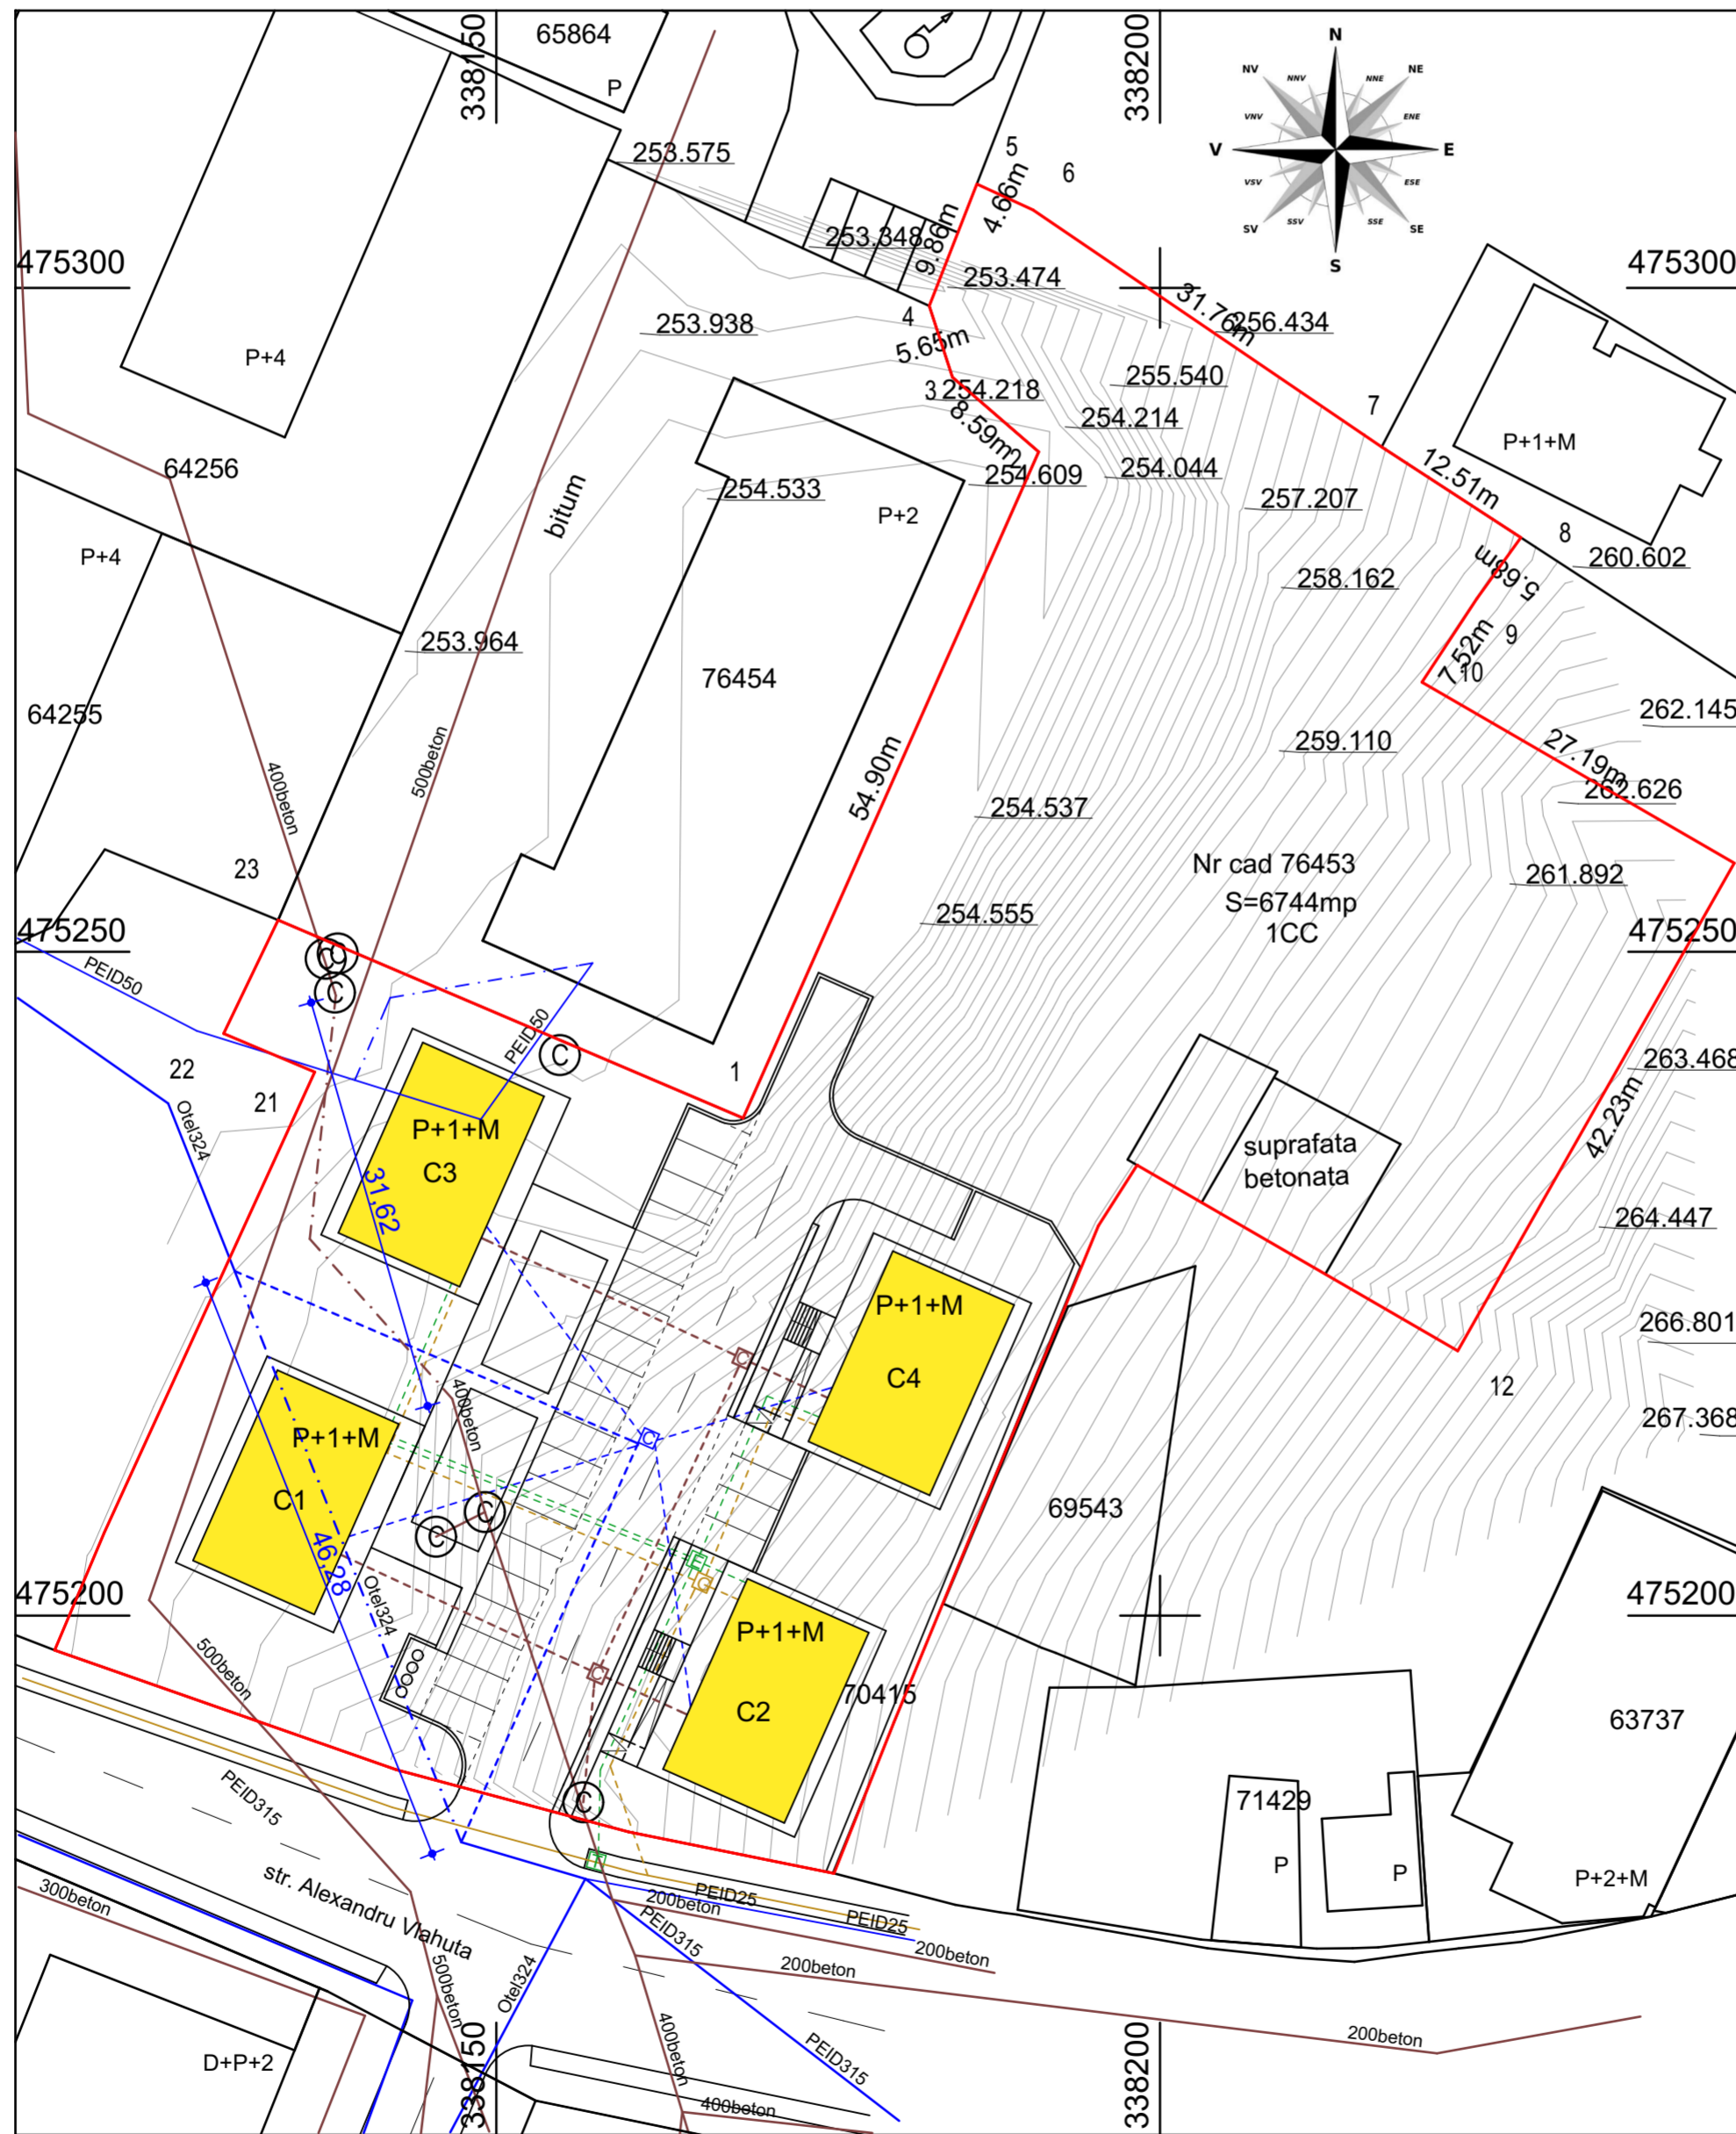 338150
65864
P
338200
N
NV
NNV
NNE
NE
VNV
ENE
V
E
VSV
ESE
SV
SSV
SSE
SE
S
5
6
4.66m
253.575
9.86m
253.348
253.474
475300
475300
31.76m
256.434
4
253.938
5.65m
P+4
255.540
3
254.218
254.214
8.59m
2
7
P+1+M
12.51m
64256
254.533
254.609
254.044
257.207
bitum
P+2
P+4
8
5.68m
260.602
258.162
253.964
9
7.52m
10
76454
64255
262.145
259.110
27.19m
262.626
400beton
500beton
54.90m
254.537
Nr cad 76453
S=6744mp
1CC
23
261.892
254.555
475250
475250
PEID50
C
C
C
PEID50
C
22
1
21
263.468
Otel324
P+1+M
C3
31,62
42.23m
suprafata
betonata
264.447
P+1+M
C4
266.801
C
12
400beton
267.368
P+1+M
C
C1
69543
C
C
46,28
E
G
Otel324
475200
475200
P+1+M
500beton
C
C2
70415
63737
PEID315
C
71429
T
P
P
P+2+M
str. Alexandru Vlahuta
300beton
PEID25
200beton
PEID25
PEID315
200beton
200beton
500beton
Otel324
200beton
400beton
PEID315
D+P+2
338150
338200
400beton